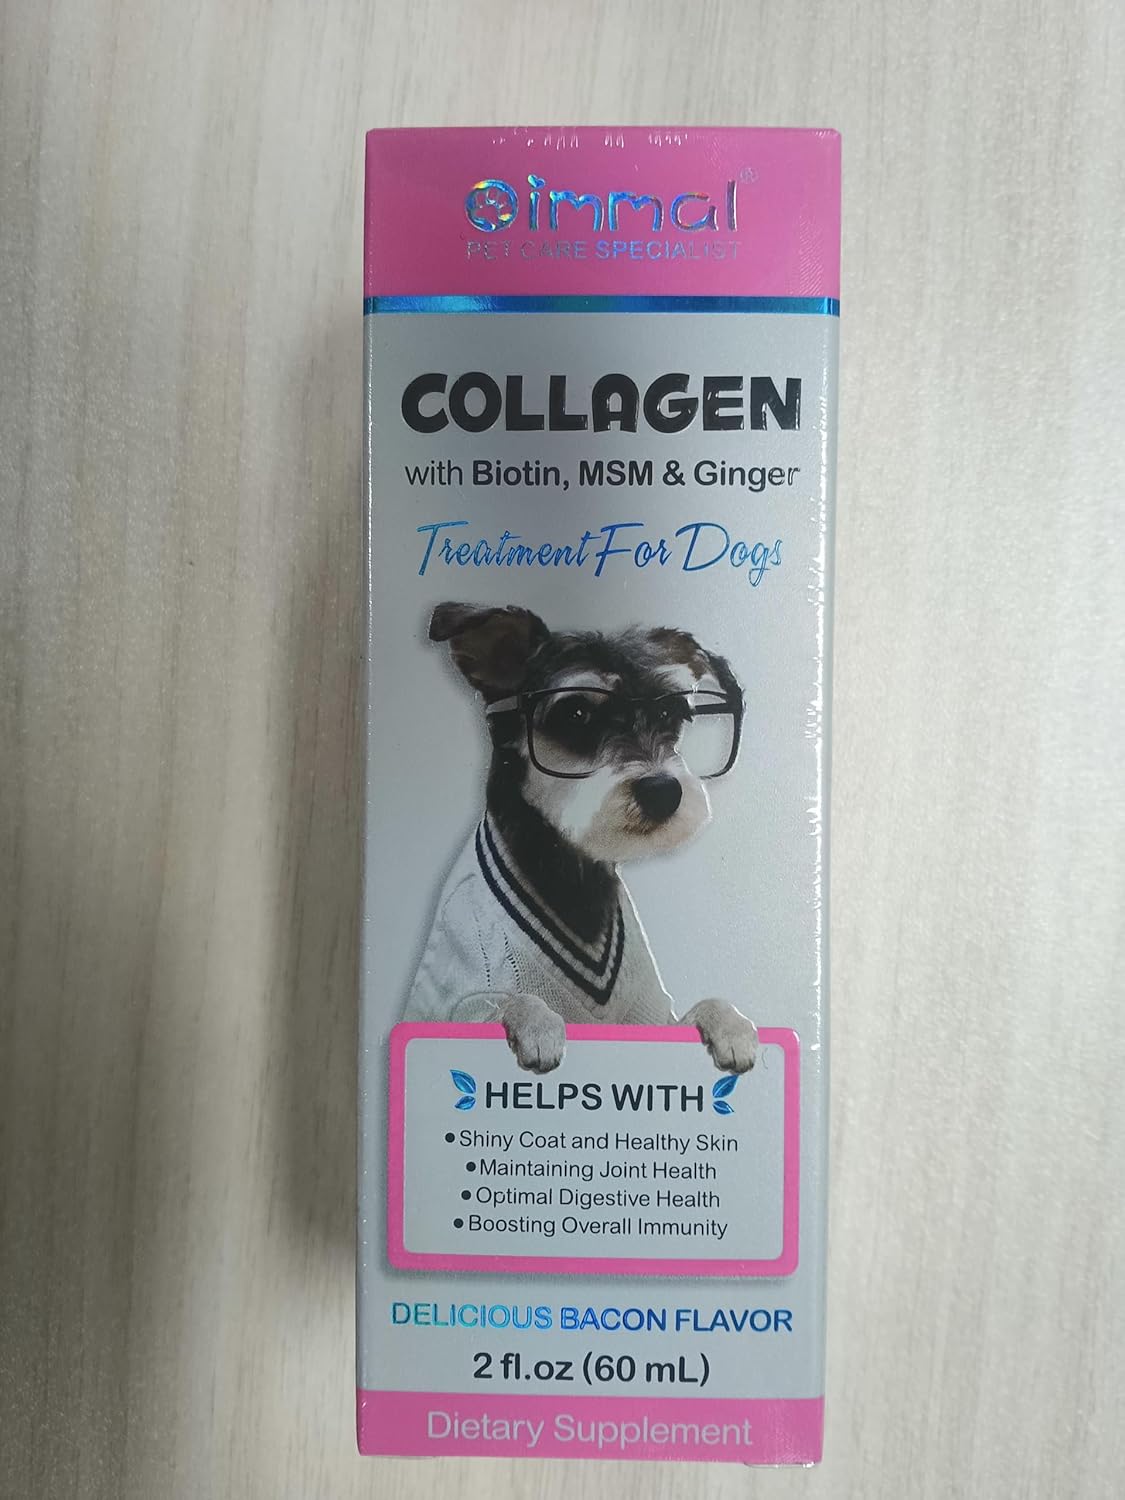 Oimmal®
PET CARE SPECIALIST
COLLAGEN
with Biotin, MSM & Ginger
Treatment For Dogs
HELPS WITH
• Shiny Coat and Healthy Skin
• Maintaining Joint Health
• Optimal Digestive Health
• Boosting Overall Immunity
DELICIOUS BACON FLAVOR
2 fl.oz (60 mL)
Dietary Supplement